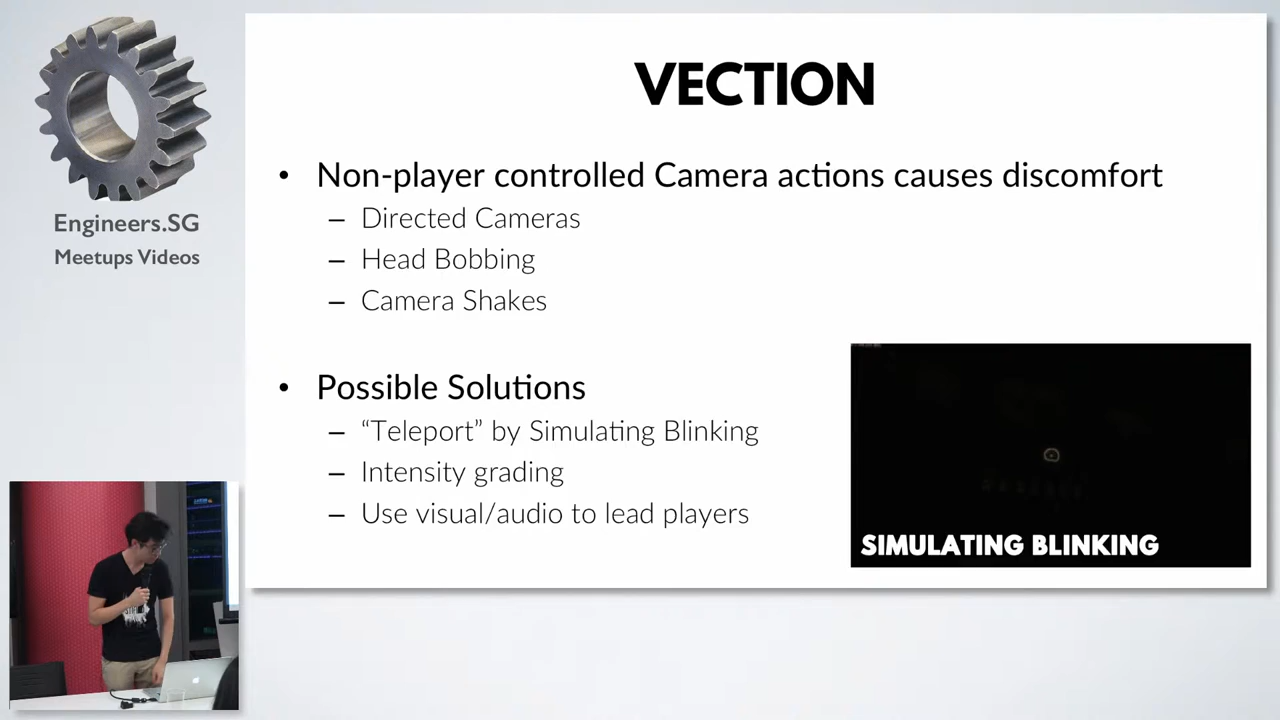 Engineers.SG
Meetups Videos
VECTION
• Non-player controlled Camera actions causes discomfort
– Directed Cameras
– Head Bobbing
– Camera Shakes
• Possible Solutions
– “Teleport” by Simulating Blinking
– Intensity grading
– Use visual/audio to lead players
SIMULATING BLINKING